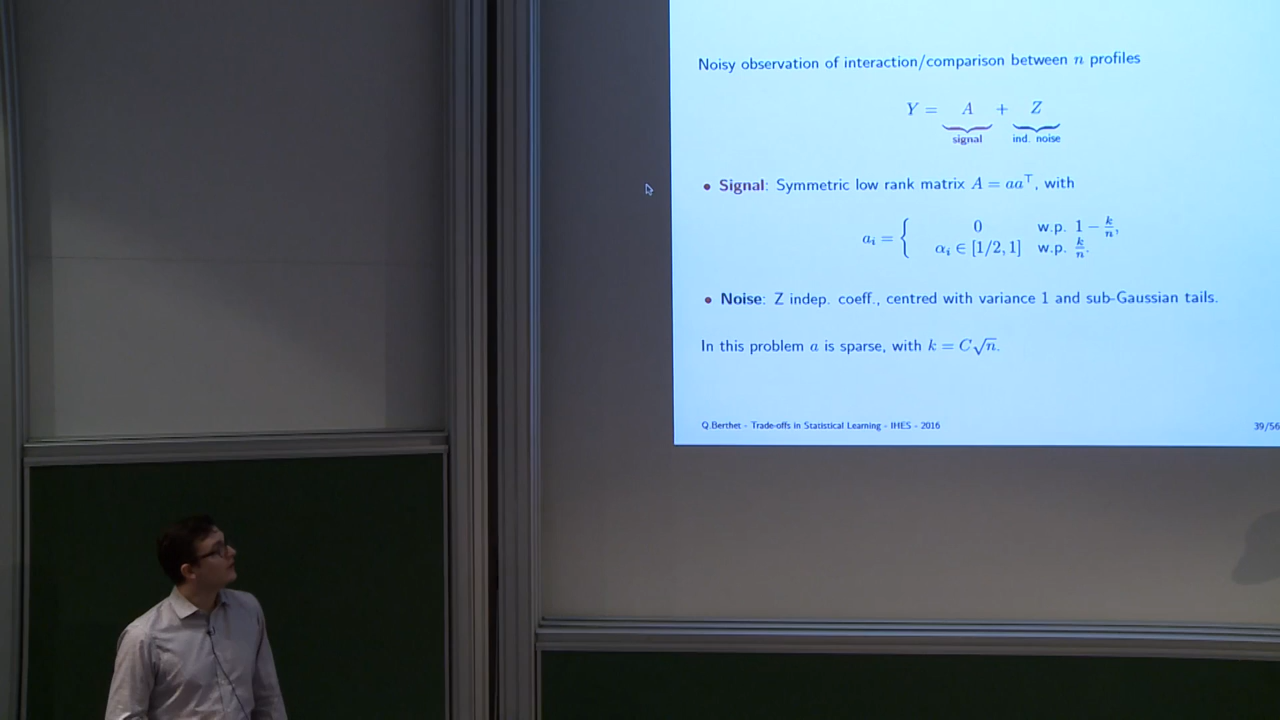 Noisy observation of interaction/comparison between n profiles
Y = A + Z
signal ind. noise
• Signal: Symmetric low rank matrix A = aa⊤, with
a_i = { 0 w.p. 1 − k/n,
α_i ∈ [1/2, 1] w.p. k/n.
• Noise: Z indep. coeff., centred with variance 1 and sub-Gaussian tails.
In this problem a is sparse, with k = C√n.
Q.Berthet - Trade-offs in Statistical Learning - IHES - 2016 39/56